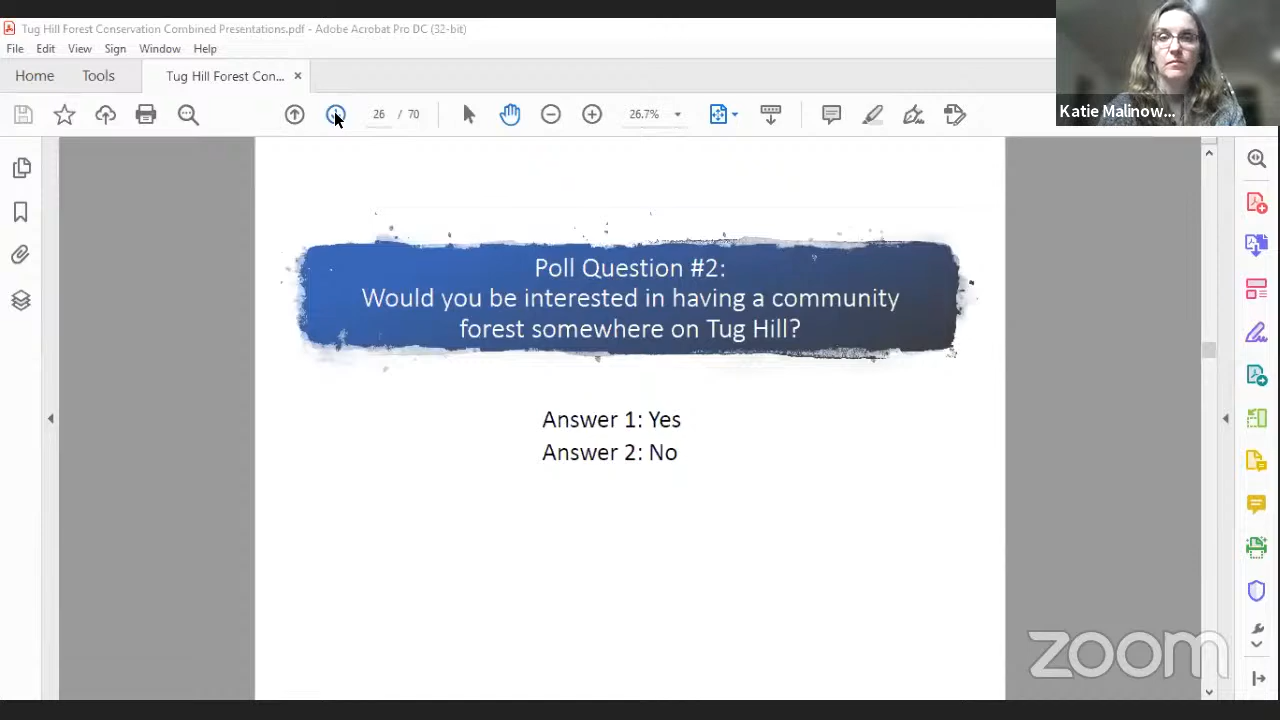 Tug Hill Forest Conservation Combined Presentations.pdf - Adobe Acrobat Pro DC (32-bit)
File Edit View Sign Window Help
Home Tools Tug Hill Forest Con... ×
26 / 70 26.7%
Katie Malinow...
Poll Question #2:
Would you be interested in having a community
forest somewhere on Tug Hill?
Answer 1: Yes
Answer 2: No
zoom